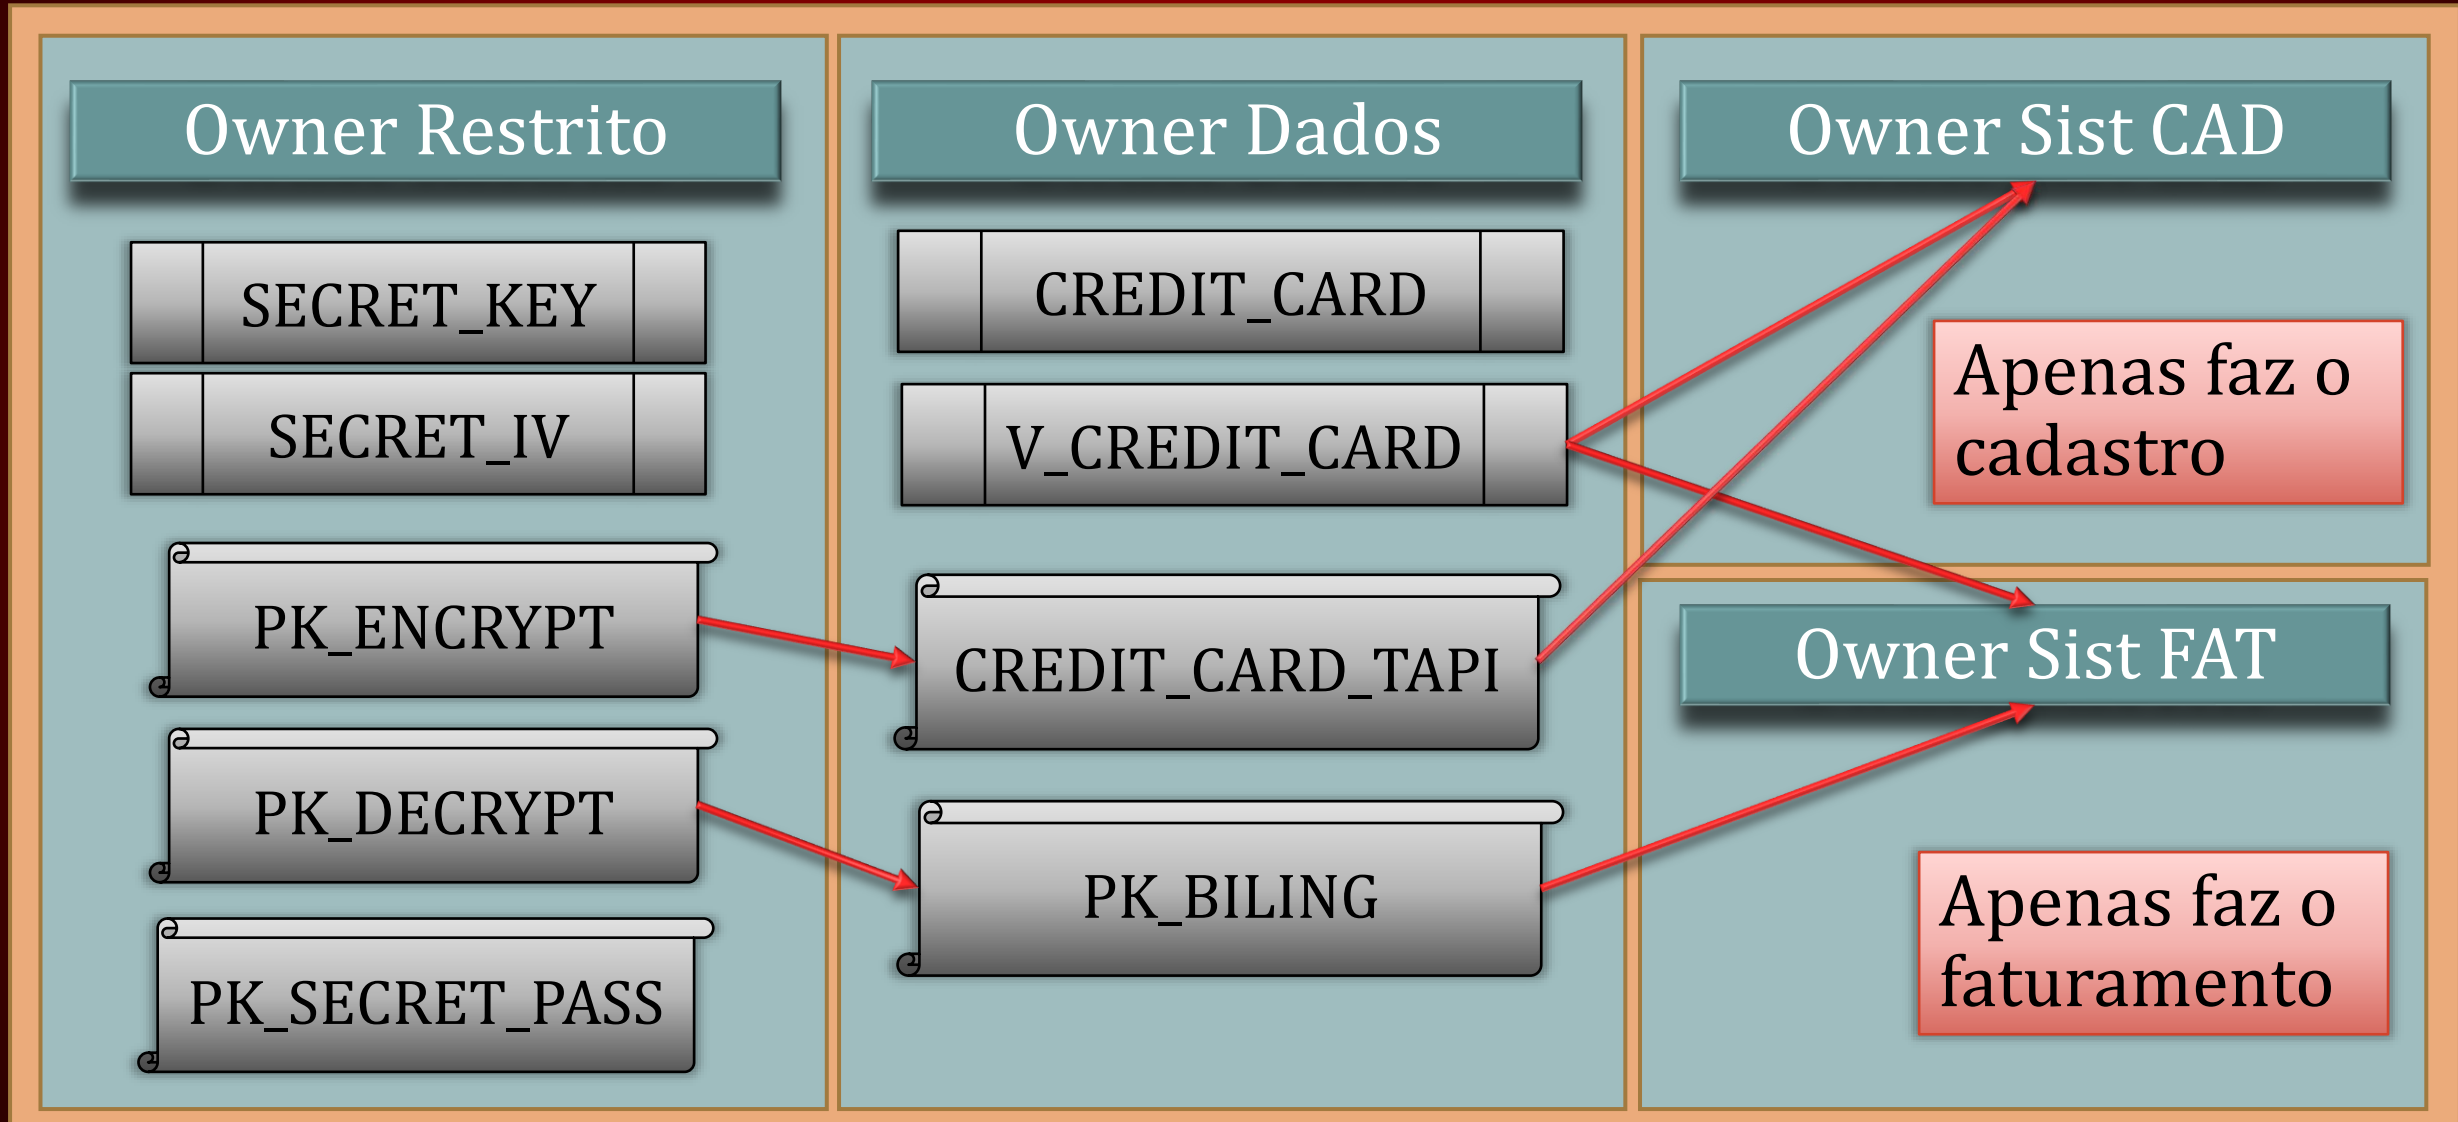 Owner Restrito
SECRET_KEY
SECRET_IV
PK_ENCRYPT
PK_DECRYPT
PK_SECRET_PASS
Owner Dados
CREDIT_CARD
V_CREDIT_CARD
CREDIT_CARD_TAPI
PK_BILING
Owner Sist CAD
Apenas faz o
cadastro
Owner Sist FAT
Apenas faz o
faturamento